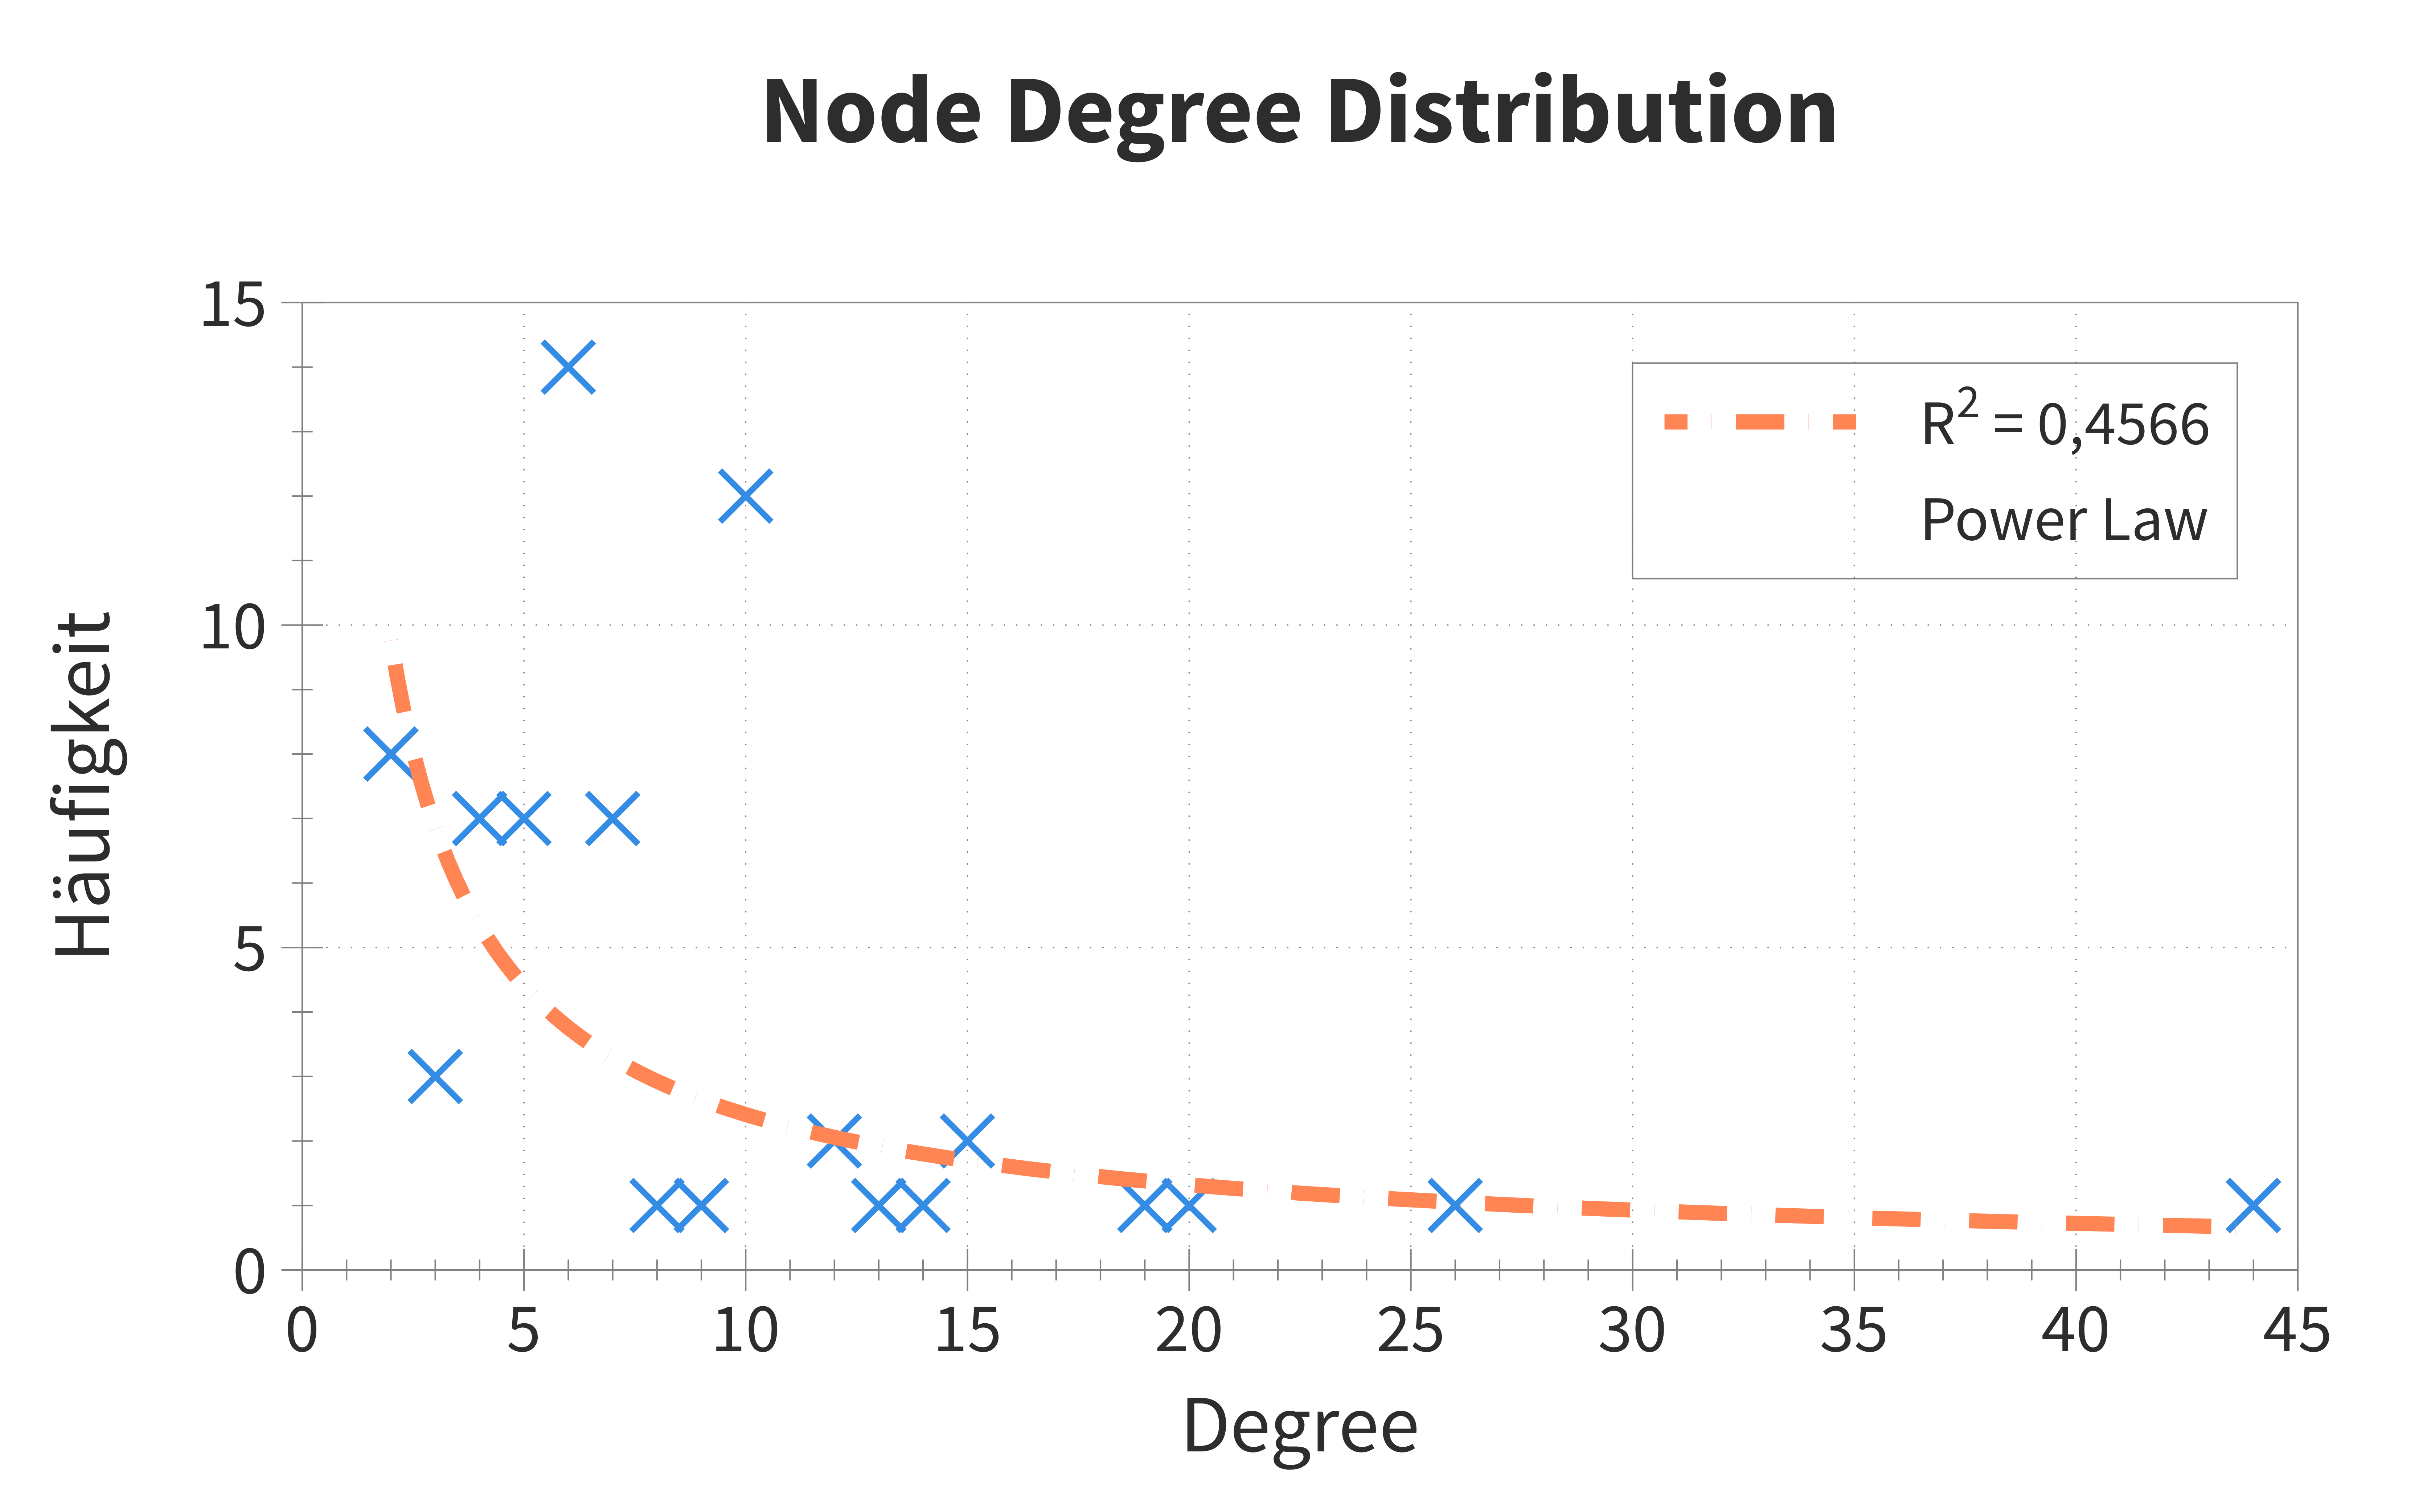 Node Degree Distribution
15
10
5
0
Häufigkeit
R² = 0,4566
Power Law
0 5 10 15 20 25 30 35 40 45
Degree